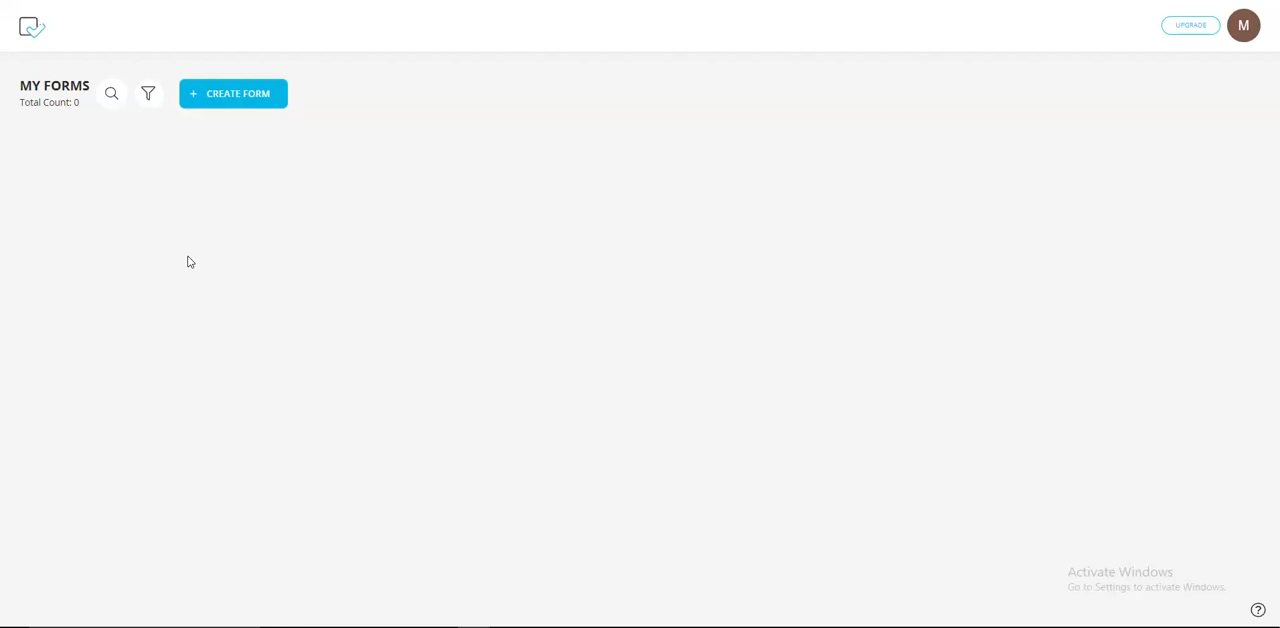 UPGRADE
M
MY FORMS
Total Count: 0
+ CREATE FORM
Activate Windows
Go to Settings to activate Windows.
?